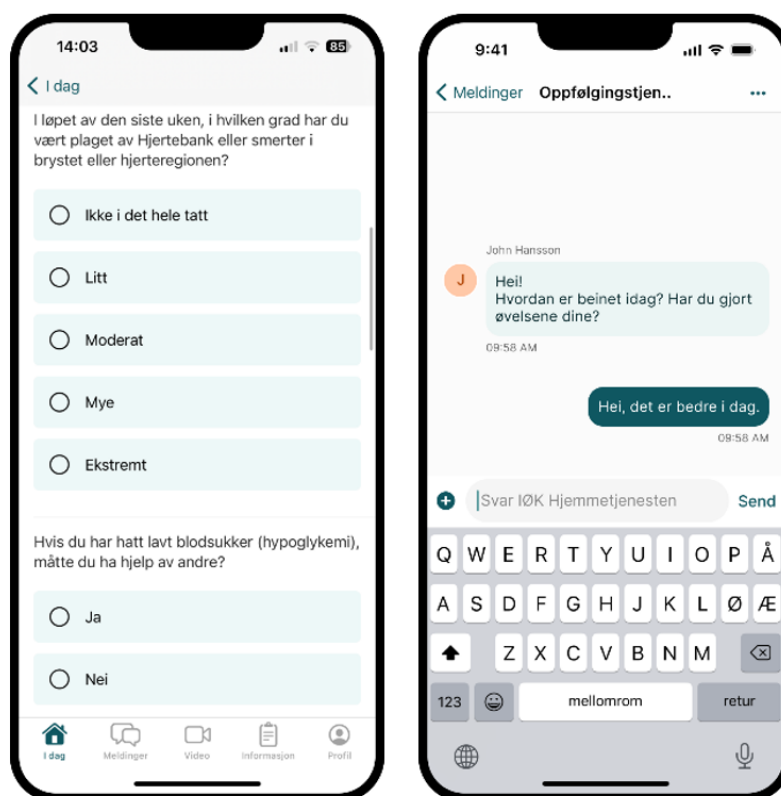 14:03
85
I dag
I løpet av den siste uken, i hvilken grad har du
vært plaget av Hjertebank eller smerter i
brystet eller hjerteregionen?
Ikke i det hele tatt
Litt
Moderat
Mye
Ekstremt
Hvis du har hatt lavt blodsukker (hypoglykemi),
måtte du ha hjelp av andre?
Ja
Nei
I dag
Meldinger
Video
Informasjon
Profil
9:41
Meldinger
Oppfølgingstjen..
John Hansson
J
Hei!
Hvordan er beinet idag? Har du gjort
øvelsene dine?
09:58 AM
Hei, det er bedre i dag.
09:58 AM
Svar IØK Hjemmetjenesten
Send
Q W E R T Y U I O P Å
A S D F G H J K L Ø Æ
Z X C V B N M
123
mellomrom
retur